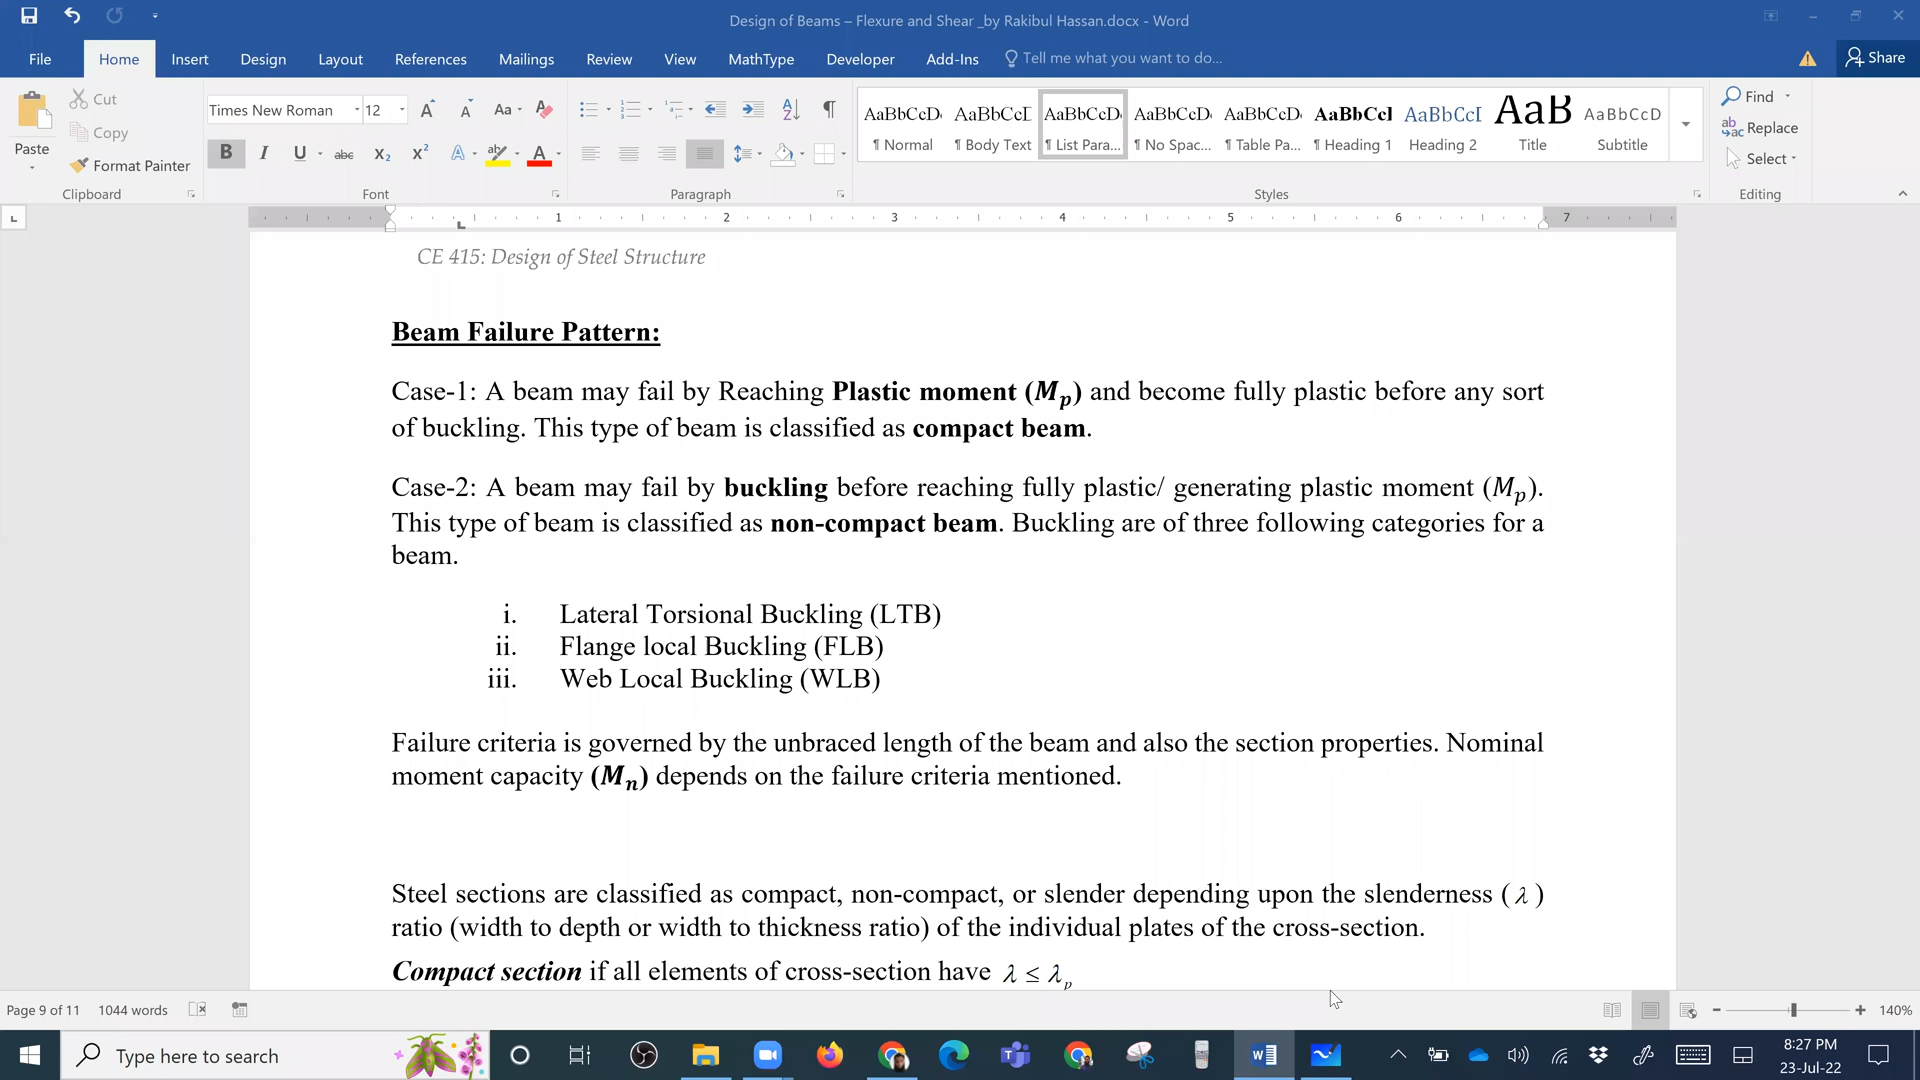 Design of Beams – Flexure and Shear _by Rakibul Hassan.docx - Word
File Home Insert Design Layout References Mailings Review View MathType Developer Add-Ins Tell me what you want to do... Share
Paste
Cut
Copy
Format Painter
Clipboard
Times New Roman 12
Font
Paragraph
AaBbCcD AaBbCcD AaBbCcD AaBbCcD AaBbCcD AaBbCcI AaBbCcI AaB AaBbCcD
¶ Normal ¶ Body Text ¶ List Para... ¶ No Spac... ¶ Table Pa... ¶ Heading 1 Heading 2 Title Subtitle
Styles
Find
Replace
Select
Editing
1 2 3 4 5 6 7
CE 415: Design of Steel Structure
Beam Failure Pattern:
Case-1: A beam may fail by Reaching Plastic moment (Mp) and become fully plastic before any sort
of buckling. This type of beam is classified as compact beam.
Case-2: A beam may fail by buckling before reaching fully plastic/ generating plastic moment (Mp).
This type of beam is classified as non-compact beam. Buckling are of three following categories for a
beam.
i. Lateral Torsional Buckling (LTB)
ii. Flange local Buckling (FLB)
iii. Web Local Buckling (WLB)
Failure criteria is governed by the unbraced length of the beam and also the section properties. Nominal
moment capacity (Mn) depends on the failure criteria mentioned.
Steel sections are classified as compact, non-compact, or slender depending upon the slenderness (λ)
ratio (width to depth or width to thickness ratio) of the individual plates of the cross-section.
Compact section if all elements of cross-section have λ ≤ λp
Page 9 of 11 1044 words 140%
Type here to search
8:27 PM
23-Jul-22